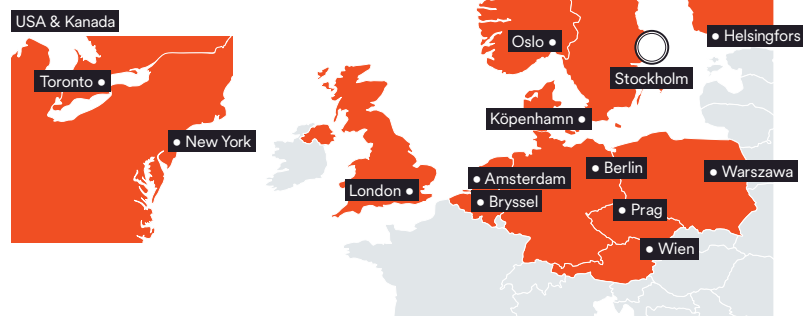 USA & Kanada
Toronto
New York
Oslo
Helsingfors
Stockholm
Köpenhamn
London
Amsterdam
Bryssel
Berlin
Warszawa
Prag
Wien